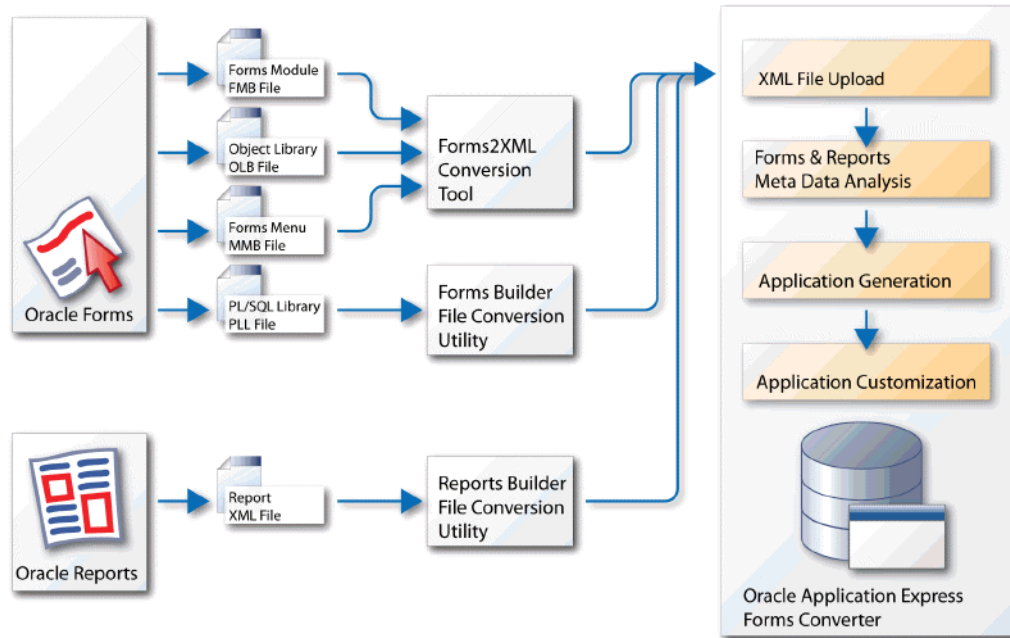 Oracle Forms
Forms Module
FMB File
Object Library
OLB File
Forms Menu
MMB File
PL/SQL Library
PLL File
Forms2XML
Conversion
Tool
Forms Builder
File Conversion
Utility
Oracle Reports
Report
XML File
Reports Builder
File Conversion
Utility
XML File Upload
Forms & Reports
Meta Data Analysis
Application Generation
Application Customization
Oracle Application Express
Forms Converter